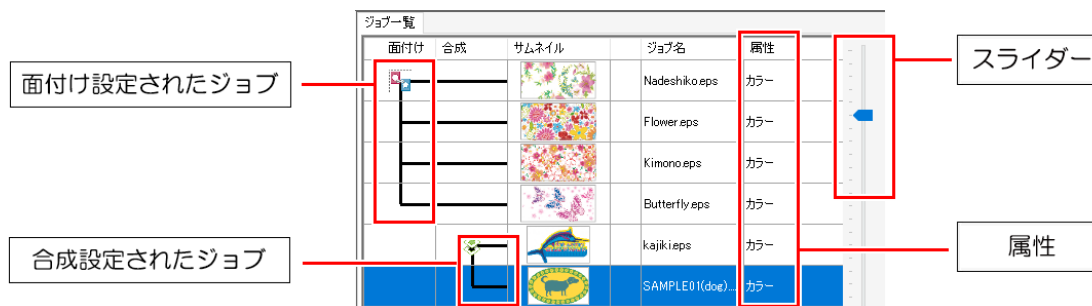 ジョブ一覧
面付け 合成 サムネイル ジョブ名 属性
スライダー
面付け設定されたジョブ
Nadeshiko.eps カラー
Flower.eps カラー
Kimono.eps カラー
Butterfly.eps カラー
合成設定されたジョブ
kajiki.eps カラー
属性
SAMPLE01(dog)... カラー